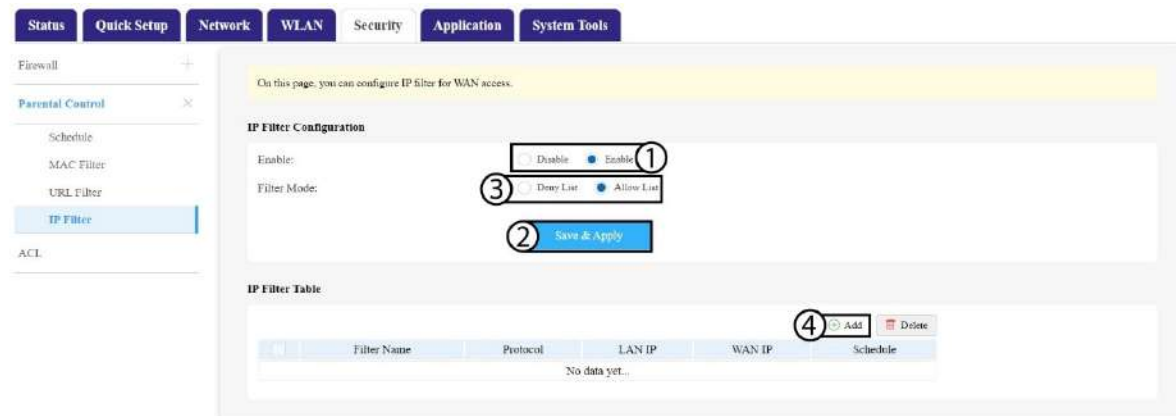 Status Quick Setup Network WLAN Security Application System Tools
Firewall
Parental Control
Schedule
MAC Filter
URL Filter
IP Filter
ACL
On this page, you can configure IP filter for WAN access.
IP Filter Configuration
Enable: Disable Enable 1
Filter Mode: 3 Deny List Allow List
2 Save & Apply
IP Filter Table
4 Add Delete
Filter Name Protocol LAN IP WAN IP Schedule
No data yet...